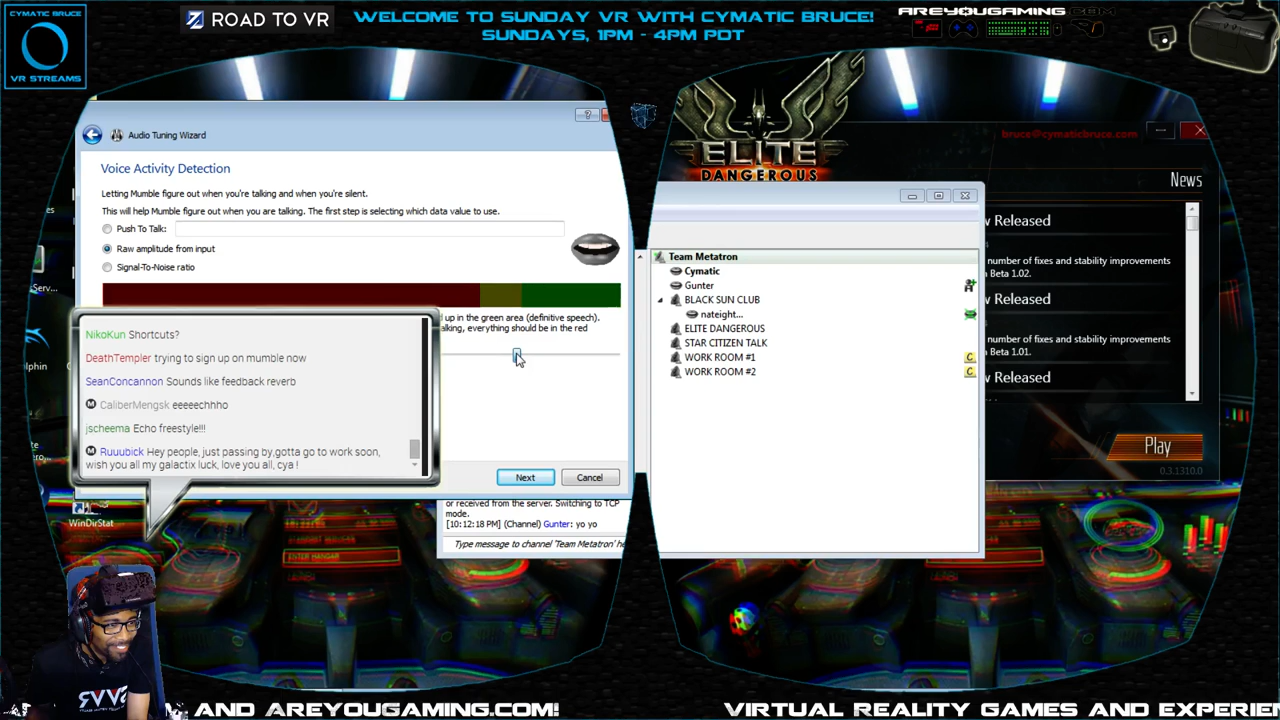 CYMATIC BRUCE
VR STREAMS
ROAD TO VR
WELCOME TO SUNDAY VR WITH CYMATIC BRUCE!
SUNDAYS, 1PM - 4PM PDT
AREYOUGAMING.COM
Audio Tuning Wizard
Voice Activity Detection
Letting Mumble figure out when you're talking and when you're silent.
This will help Mumble figure out when you are talking. The first step is selecting which data value to use.
Push To Talk:
Raw amplitude from input
Signal-To-Noise ratio
d up in the green area (definitive speech).
alking, everything should be in the red
NikoKun Shortcuts?
DeathTempler trying to sign up on mumble now
SeanConcannon Sounds like feedback reverb
CaliberMengsk eeeeechhho
jscheema Echo freestyle!!!
Ruuubick Hey people, just passing by,gotta go to work soon,
wish you all my galactix luck, love you all, cya !
Next
Cancel
WinDirStat
or received from the server. Switching to TCP
mode.
[10:12:18 PM] (Channel) Gunter: yo yo
Type message to channel 'Team Metatron' he
ELITE
DANGEROUS
bruce@cymaticbruce.com
Team Metatron
Cymatic
Gunter
BLACK SUN CLUB
nateight...
ELITE DANGEROUS
STAR CITIZEN TALK
WORK ROOM #1
C
WORK ROOM #2
C
News
w Released
number of fixes and stability improvements
Beta 1.02.
w Released
number of fixes and stability improvements
Beta 1.01.
w Released
Play
0.3.1310.0
ENTER HANGAR
AND AREYOUGAMING.COM!
VIRTUAL REALITY GAMES AND EXPERIE